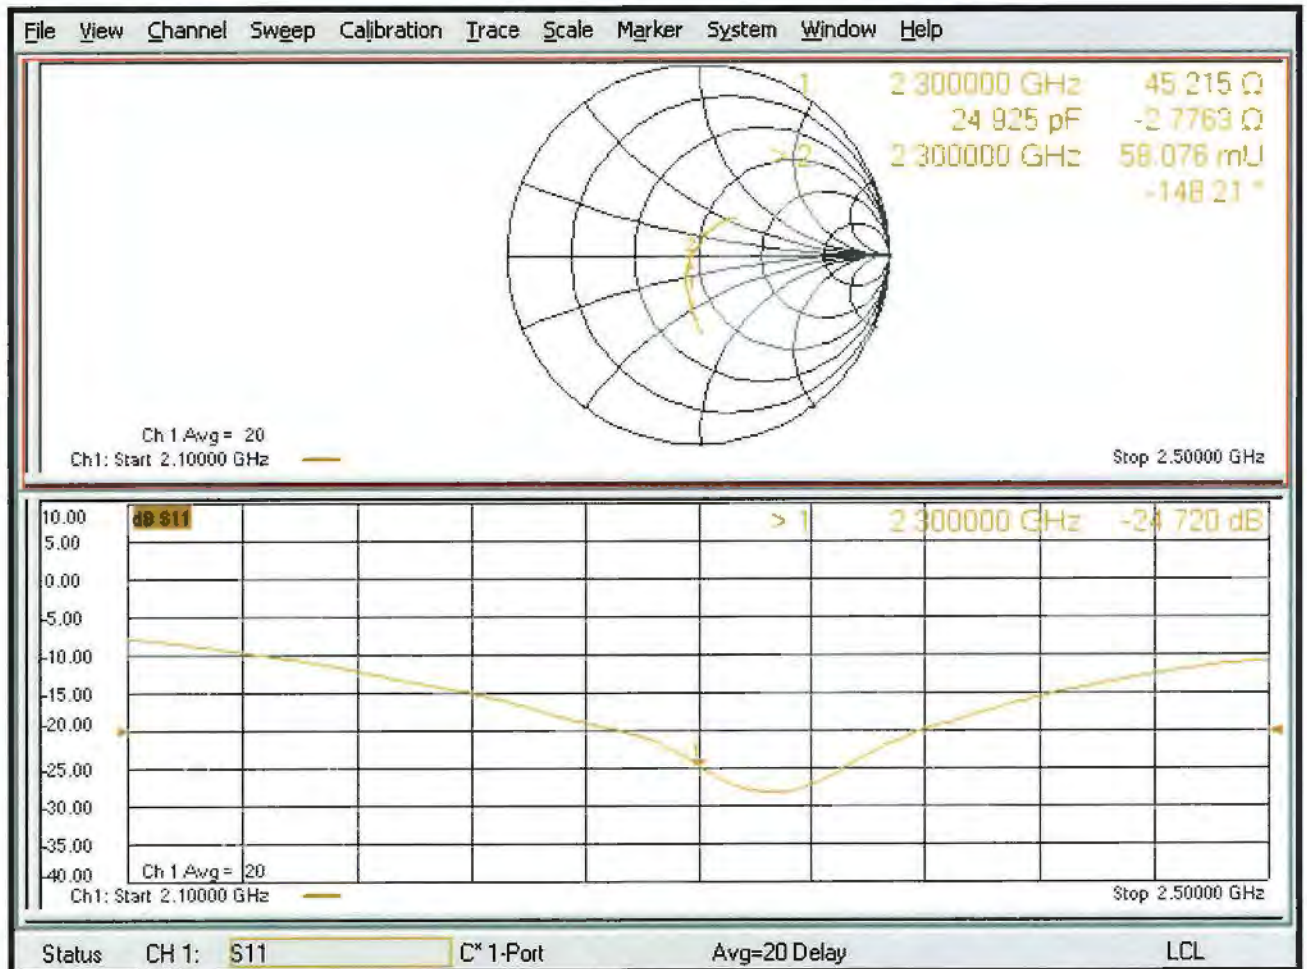 File View Channel Sweep Calibration Trace Scale Marker System Window Help
1 2.300000 GHz 45.215 Ω
24.925 pF -2.7763 Ω
> 2 2.300000 GHz 58.076 mU
-148.21 °
2
1
Ch 1 Avg = 20
Ch1: Start 2.10000 GHz
Stop 2.50000 GHz
10.00
dB S11
> 1 2.300000 GHz -24.720 dB
5.00
0.00
-5.00
-10.00
-15.00
-20.00
1
-25.00
-30.00
-35.00
-40.00
Ch 1 Avg = 20
Ch1: Start 2.10000 GHz
Stop 2.50000 GHz
Status CH 1: S11 C* 1-Port Avg=20 Delay LCL